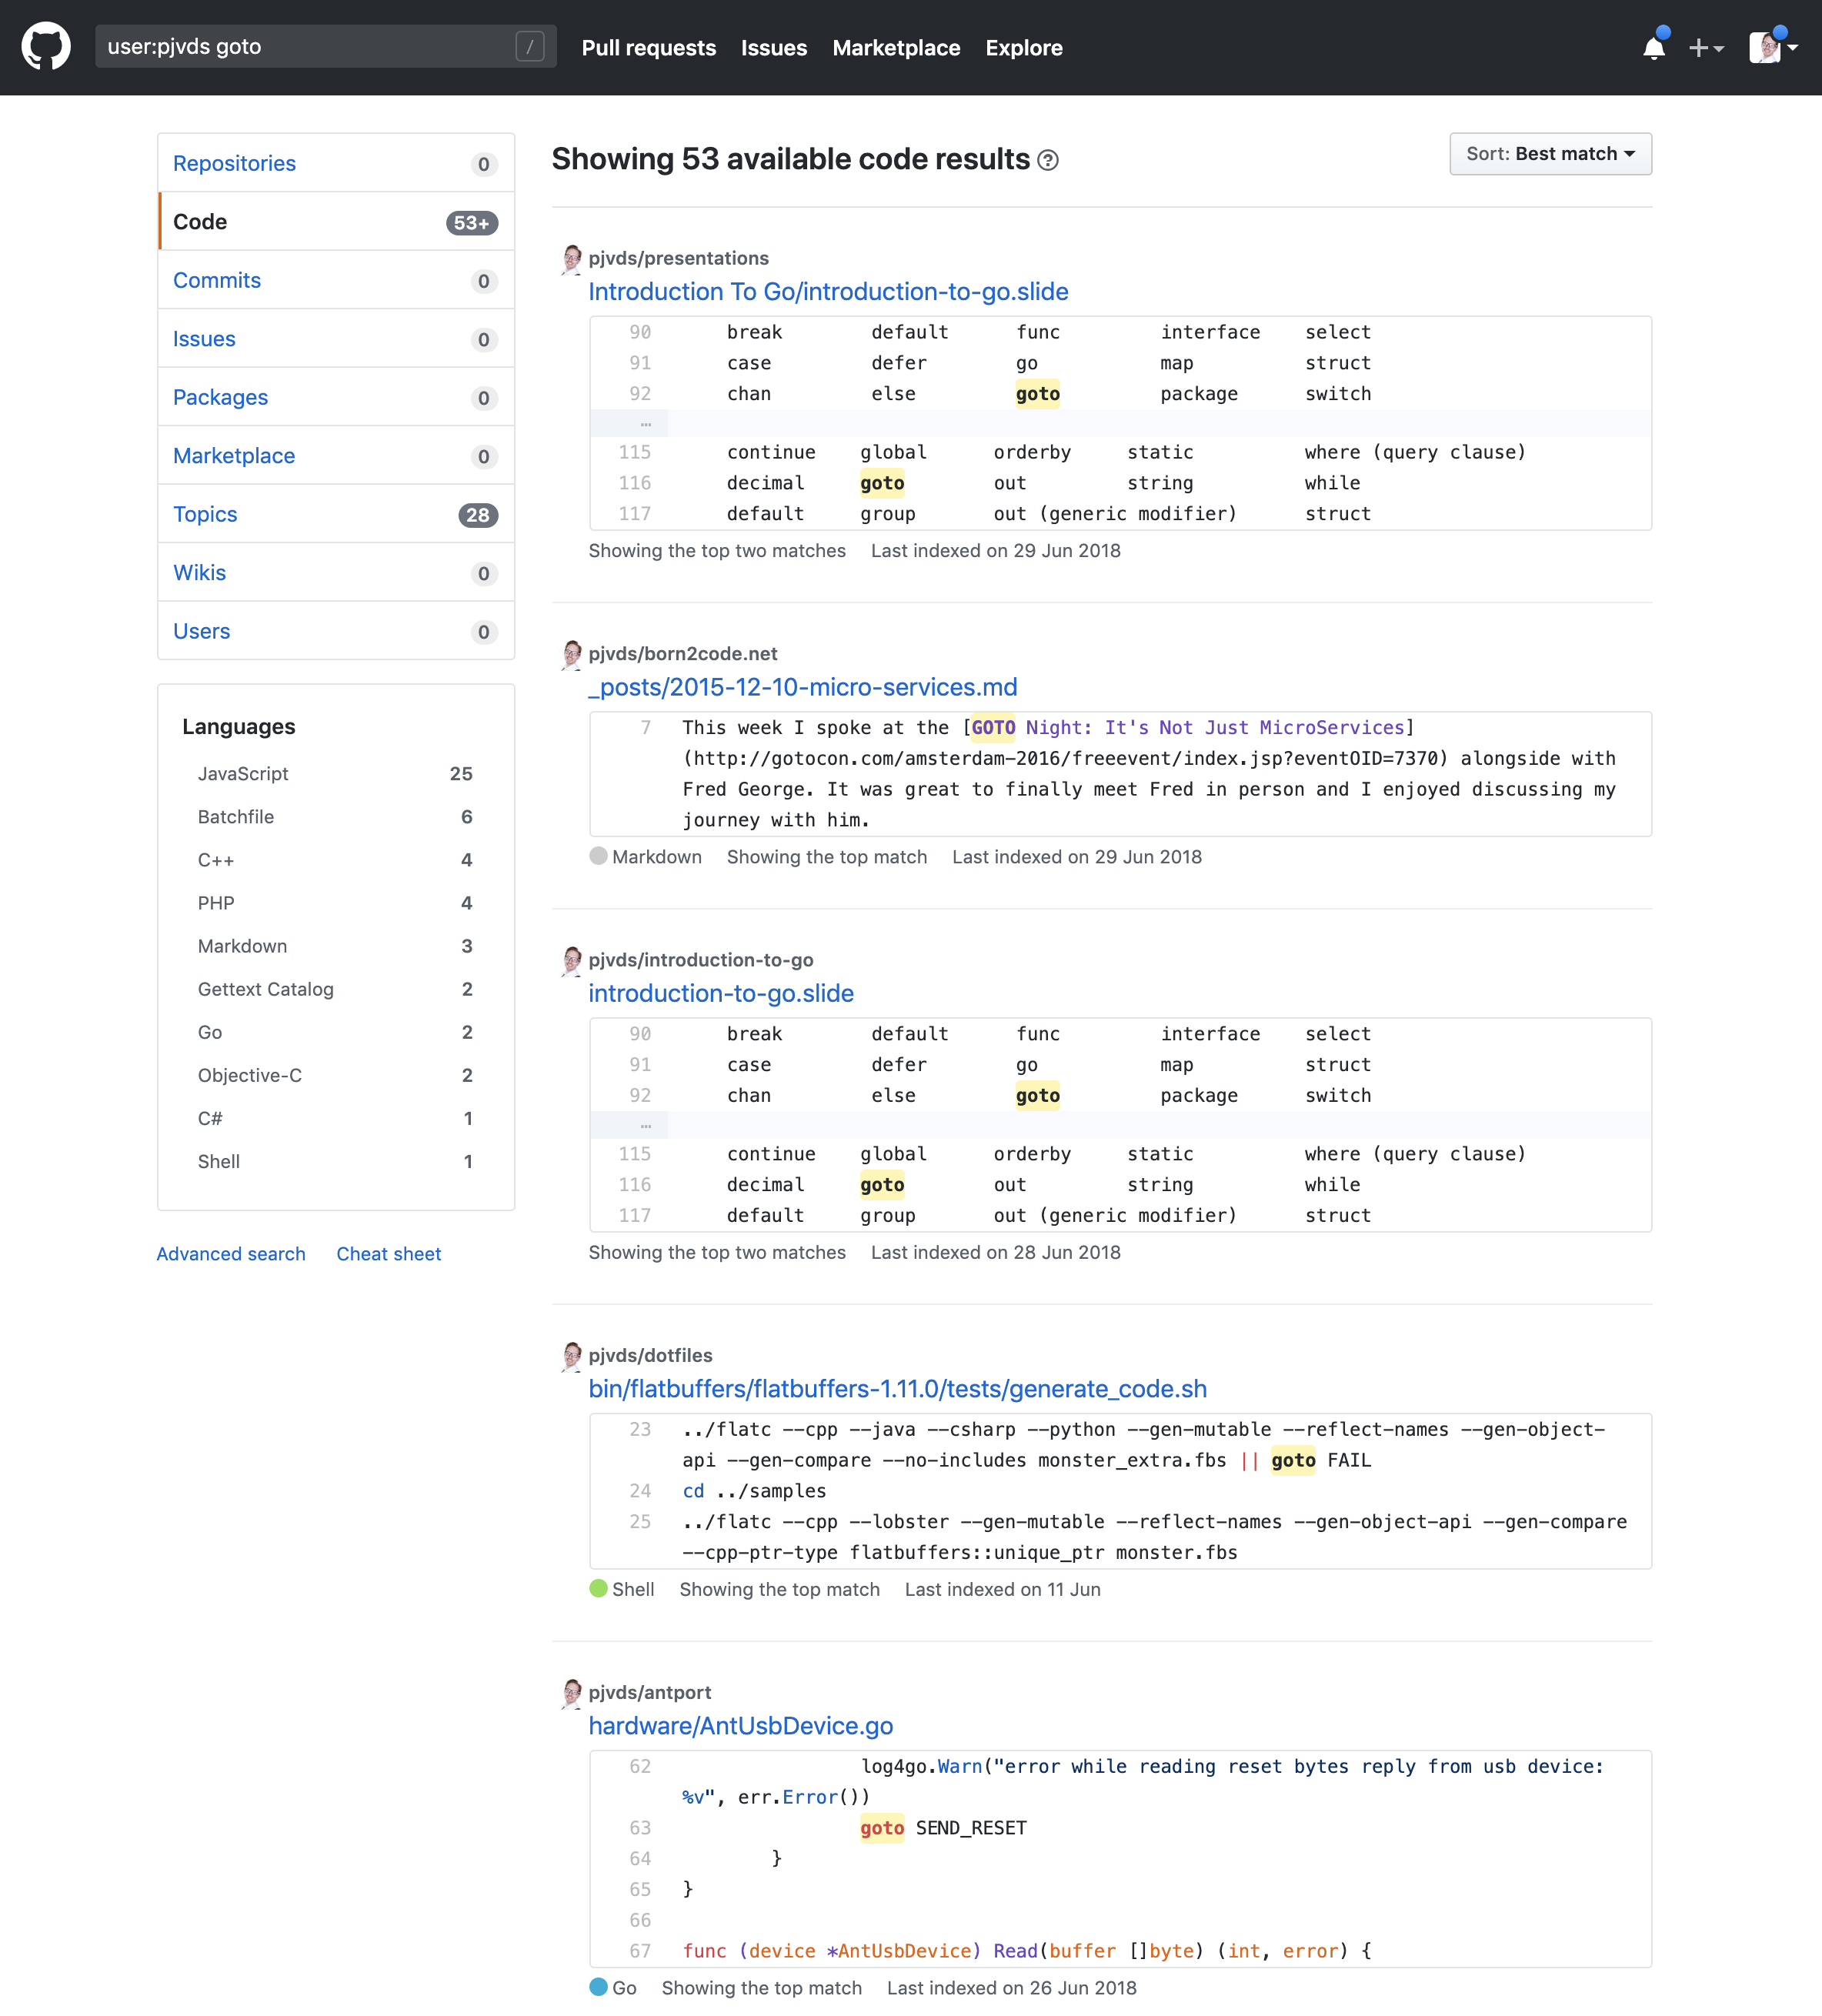 user:pjvds goto /
Pull requests Issues Marketplace Explore
Repositories 0
Code 53+
Commits 0
Issues 0
Packages 0
Marketplace 0
Topics 28
Wikis 0
Users 0
Languages
JavaScript 25
Batchfile 6
C++ 4
PHP 4
Markdown 3
Gettext Catalog 2
Go 2
Objective-C 2
C# 1
Shell 1
Advanced search Cheat sheet
Showing 53 available code results ?
Sort: Best match
pjvds/presentations
Introduction To Go/introduction-to-go.slide
90 break default func interface select
91 case defer go map struct
92 chan else goto package switch
…
115 continue global orderby static where (query clause)
116 decimal goto out string while
117 default group out (generic modifier) struct
Showing the top two matches Last indexed on 29 Jun 2018
pjvds/born2code.net
_posts/2015-12-10-micro-services.md
7 This week I spoke at the [GOTO Night: It's Not Just MicroServices]
(http://gotocon.com/amsterdam-2016/freeevent/index.jsp?eventOID=7370) alongside with
Fred George. It was great to finally meet Fred in person and I enjoyed discussing my
journey with him.
Markdown Showing the top match Last indexed on 29 Jun 2018
pjvds/introduction-to-go
introduction-to-go.slide
90 break default func interface select
91 case defer go map struct
92 chan else goto package switch
…
115 continue global orderby static where (query clause)
116 decimal goto out string while
117 default group out (generic modifier) struct
Showing the top two matches Last indexed on 28 Jun 2018
pjvds/dotfiles
bin/flatbuffers/flatbuffers-1.11.0/tests/generate_code.sh
23 ../flatc --cpp --java --csharp --python --gen-mutable --reflect-names --gen-object-
api --gen-compare --no-includes monster_extra.fbs || goto FAIL
24 cd ../samples
25 ../flatc --cpp --lobster --gen-mutable --reflect-names --gen-object-api --gen-compare
--cpp-ptr-type flatbuffers::unique_ptr monster.fbs
Shell Showing the top match Last indexed on 11 Jun
pjvds/antport
hardware/AntUsbDevice.go
62 log4go.Warn("error while reading reset bytes reply from usb device:
%v", err.Error())
63 goto SEND_RESET
64 }
65 }
66
67 func (device *AntUsbDevice) Read(buffer []byte) (int, error) {
Go Showing the top match Last indexed on 26 Jun 2018